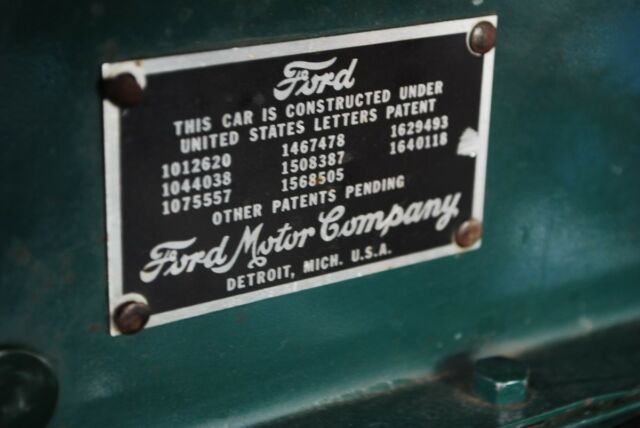 Ford
THIS CAR IS CONSTRUCTED UNDER
UNITED STATES LETTERS PATENT
1012620 1467478 1629493
1044038 1508387 1640118
1075557 1568505
OTHER PATENTS PENDING
Ford Motor Company.
DETROIT, MICH. U.S.A.